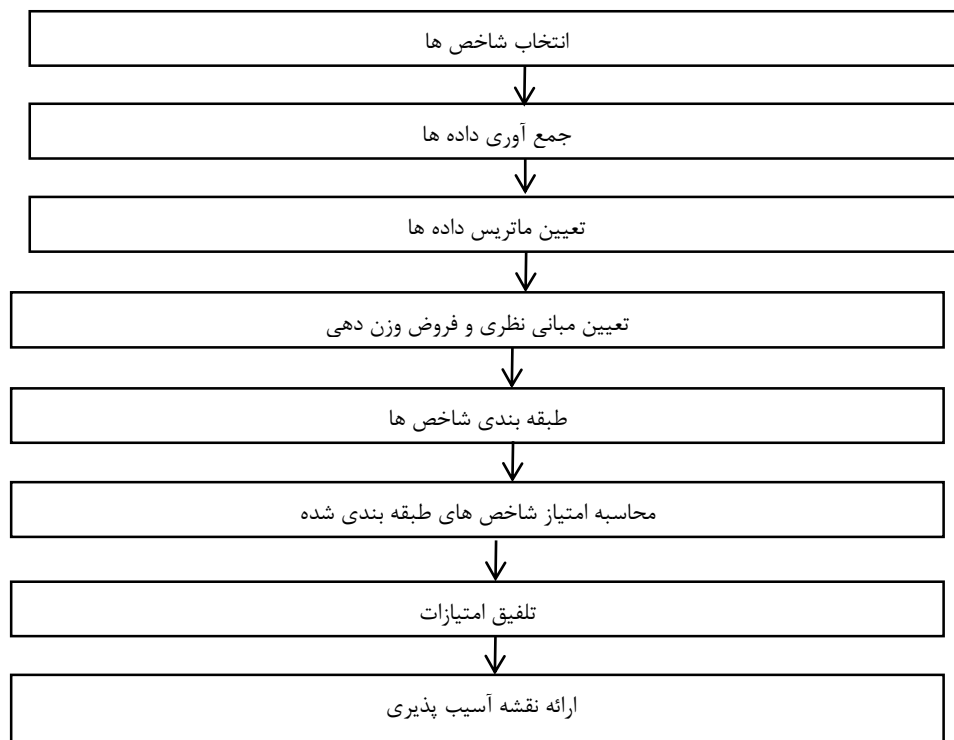 انتخاب شاخص ها
جمع آوری داده ها
تعیین ماتریس داده ها
تعیین مبانی نظری و فروض وزن دهی
طبقه بندی شاخص ها
محاسبه امتیاز شاخص های طبقه بندی شده
تلفیق امتیازات
ارائه نقشه آسیب پذیری